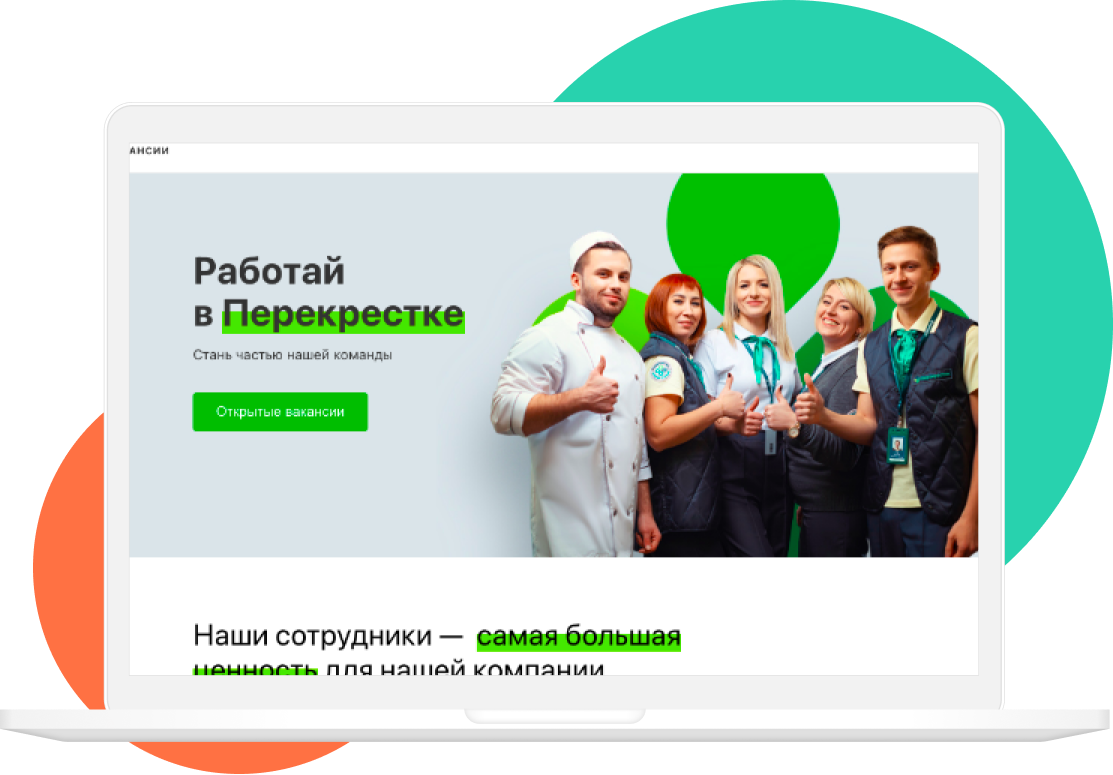 АНСИИ
Работай
в Перекрестке
Стань частью нашей команды
Открытые вакансии
Наши сотрудники — самая большая
ценность для нашей компании